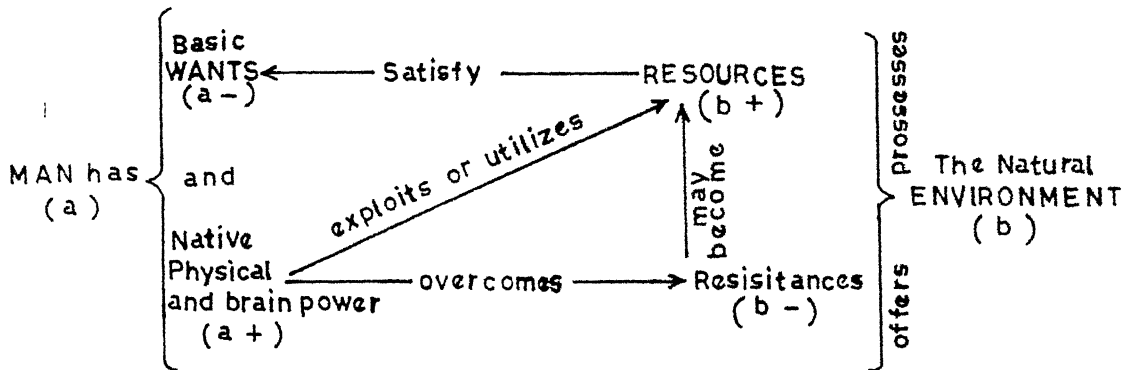 MAN has
(a)
Basic
WANTS
(a-)
and
Native
Physical
and brain power
(a+)
Satisfy
exploits or utilizes
overcomes
RESOURCES
(b+)
may
become
Resisitances
(b-)
prossesses
offers
The Natural
ENVIRONMENT
(b)